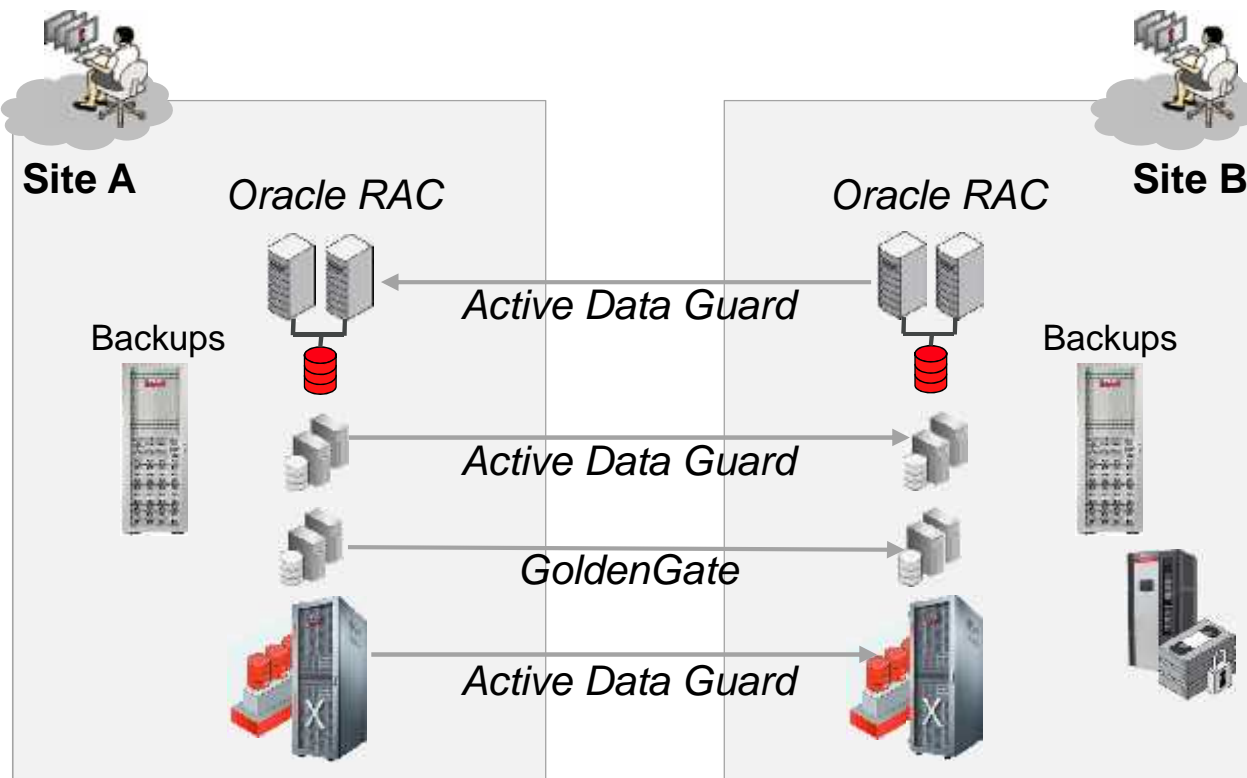 Site A
Site B
Oracle RAC
Oracle RAC
Active Data Guard
Backups
Backups
Active Data Guard
GoldenGate
X
X
Active Data Guard